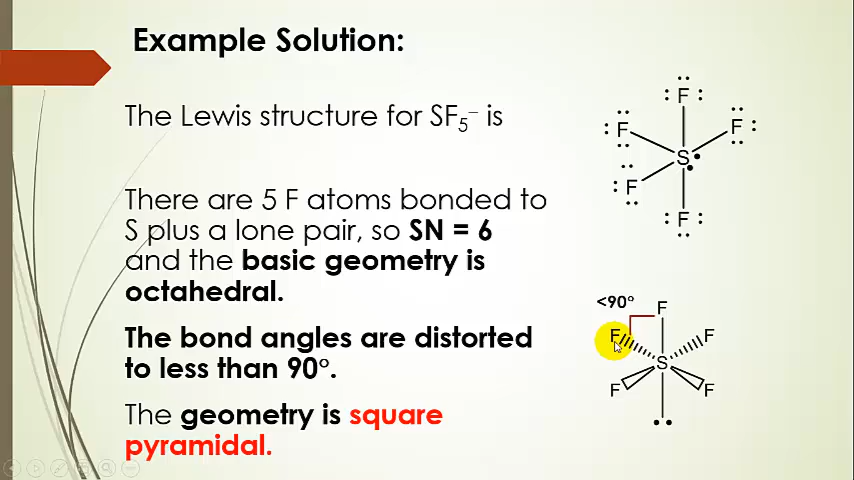 Example Solution:
The Lewis structure for SF₅⁻ is
There are 5 F atoms bonded to
S plus a lone pair, so SN = 6
and the basic geometry is
octahedral.
The bond angles are distorted
to less than 90°.
The geometry is square
pyramidal.
F
F F
S
F
F
<90° F
F F
S
F F